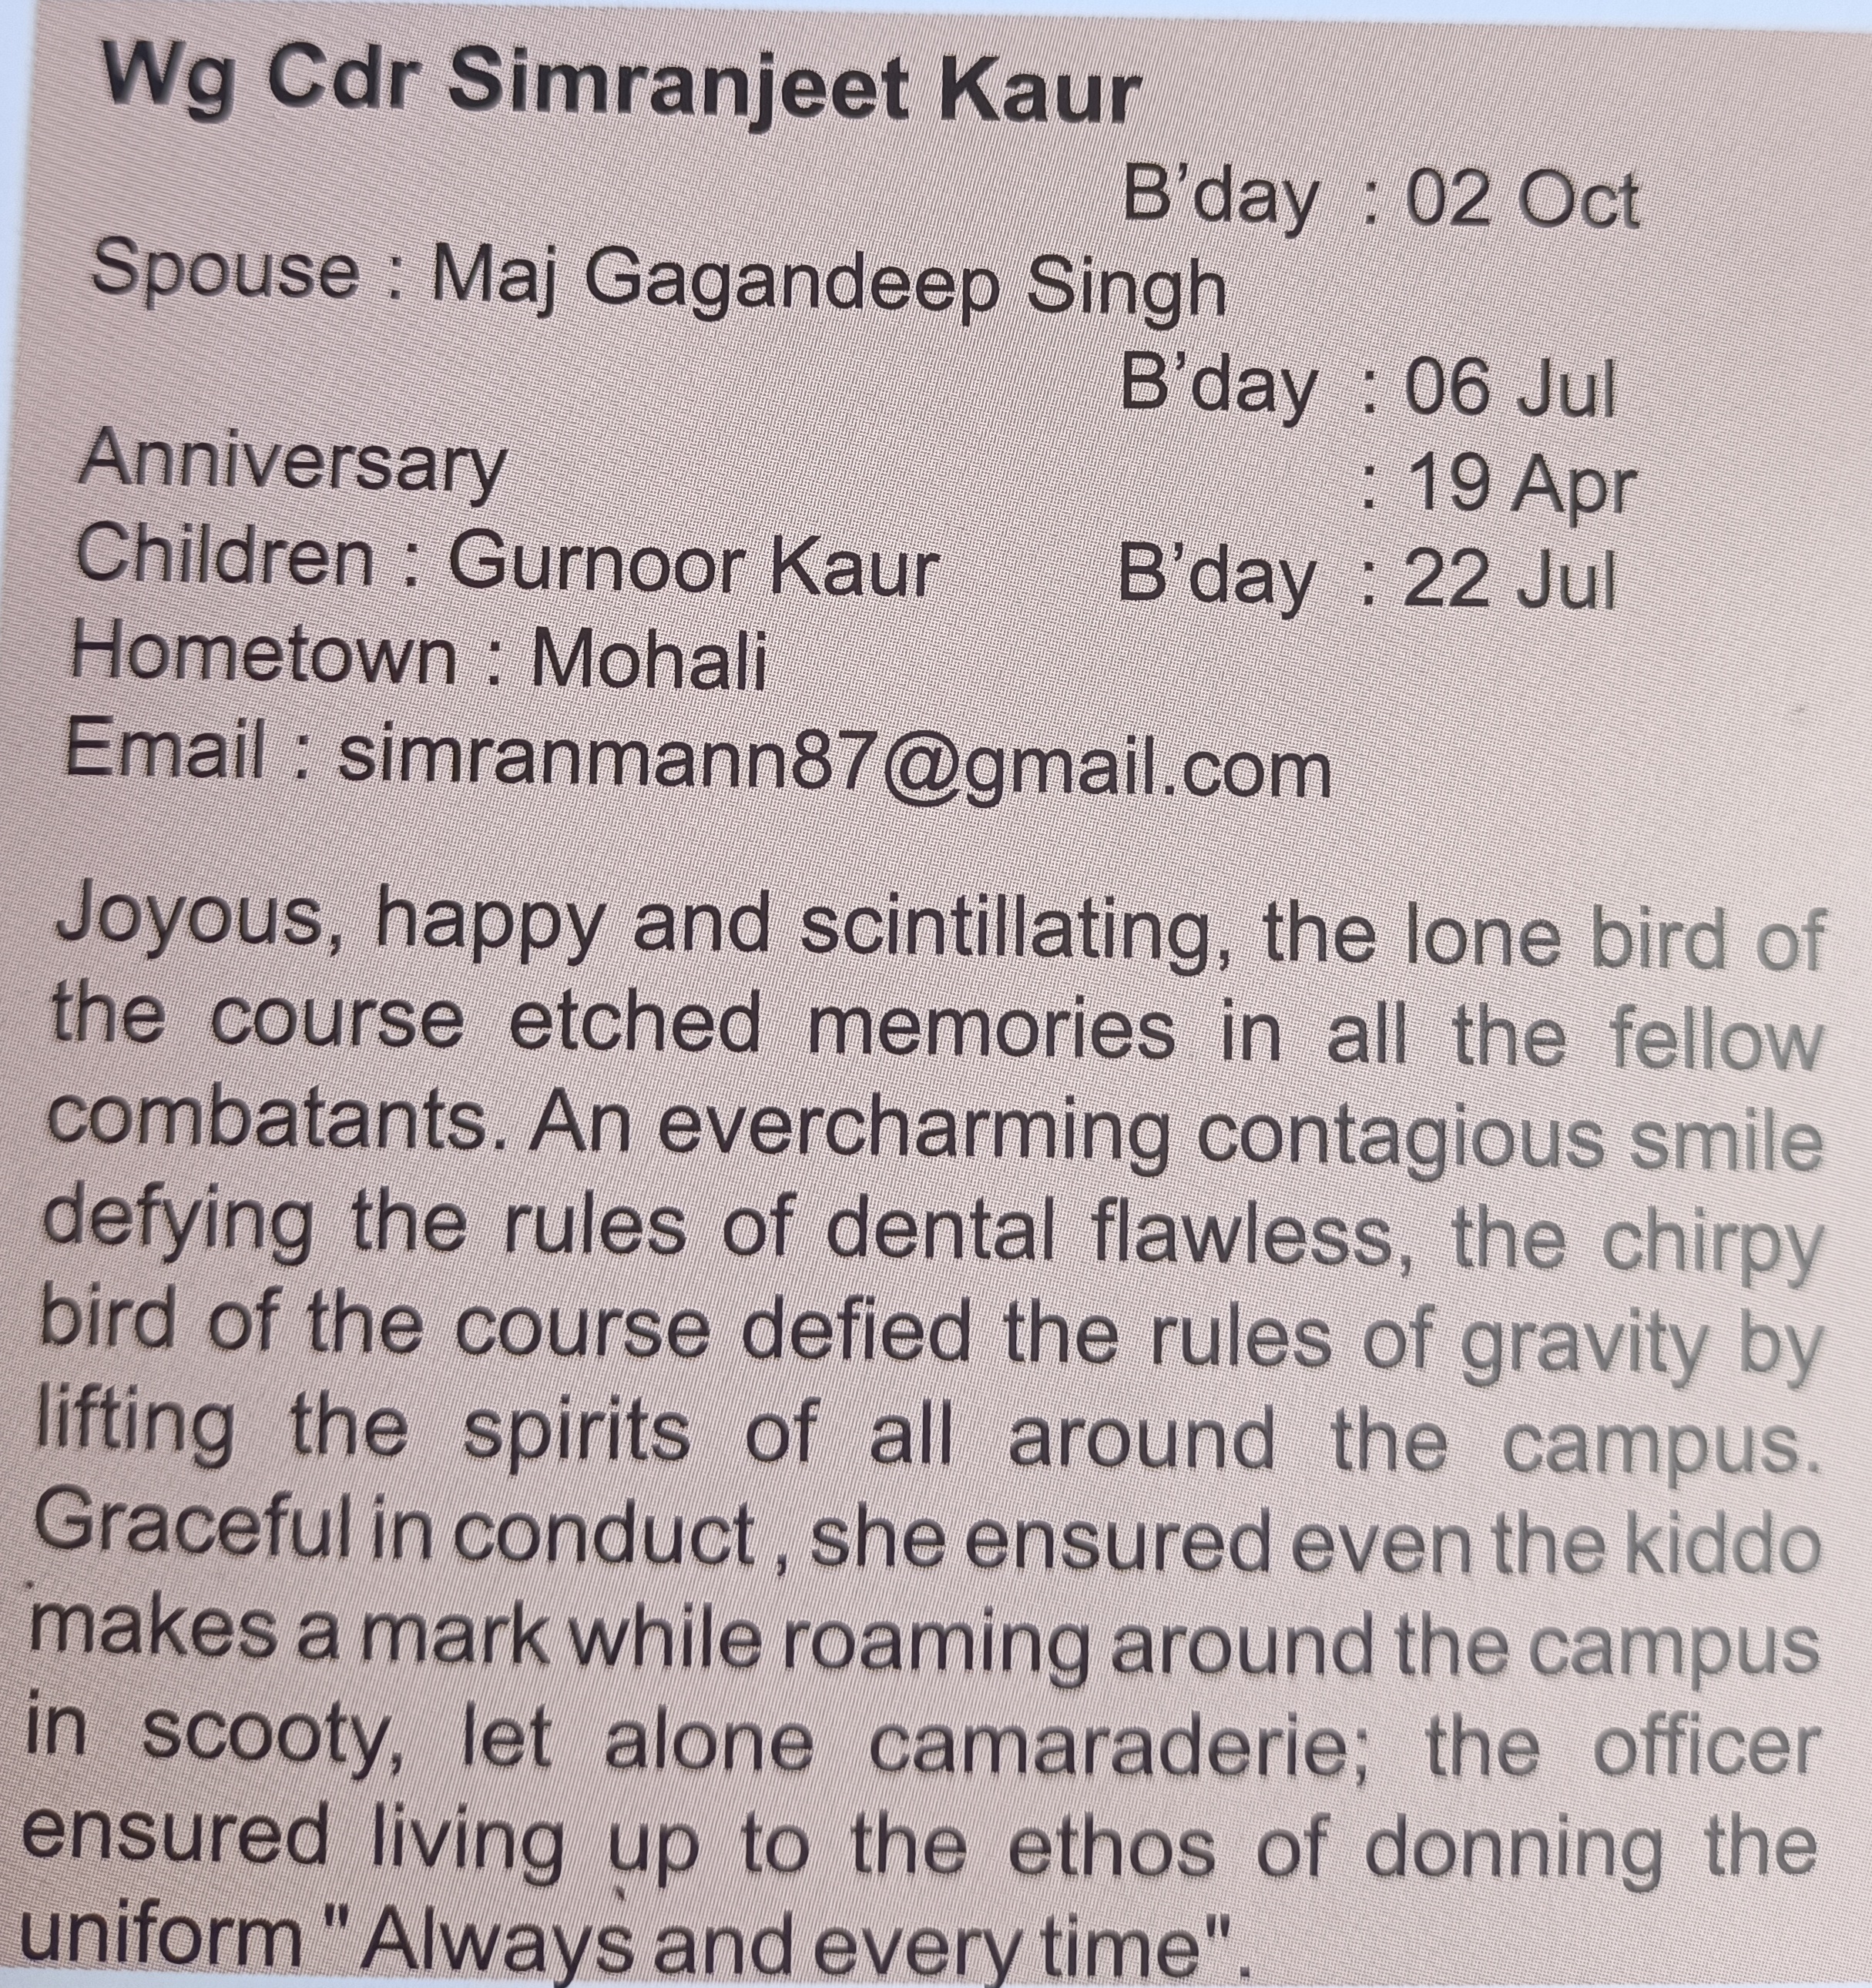 Wg Cdr Simranjeet Kaur
B'day : 02 Oct
Spouse : Maj Gagandeep Singh
B'day : 06 Jul
Anniversary : 19 Apr
Children : Gurnoor Kaur B'day : 22 Jul
Hometown : Mohali
Email : simranmann87@gmail.com
Joyous, happy and scintillating, the lone bird of
the course etched memories in all the fellow
combatants. An evercharming contagious smile
defying the rules of dental flawless, the chirpy
bird of the course defied the rules of gravity by
lifting the spirits of all around the campus.
Graceful in conduct , she ensured even the kiddo
makes a mark while roaming around the campus
in scooty, let alone camaraderie; the officer
ensured living up to the ethos of donning the
uniform " Always and every time".